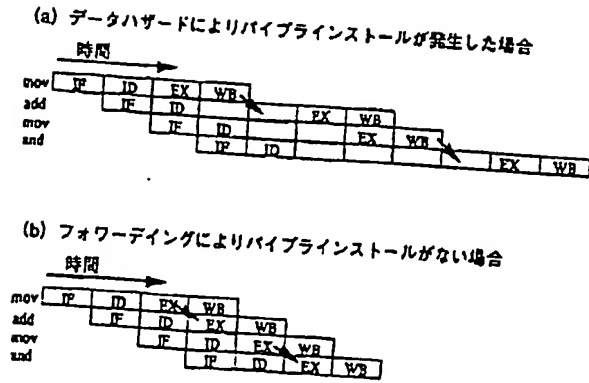 (a) データハザードによりパイプラインストールが発生した場合
時間
mov IF ID EX WB
add IF ID EX WB
mov IF ID EX WB
and IF ID EX WB
(b) フォワーデイングによりパイプラインストールがない場合
時間
mov IF ID EX WB
add IF ID EX WB
mov IF ID EX WB
and IF ID EX WB